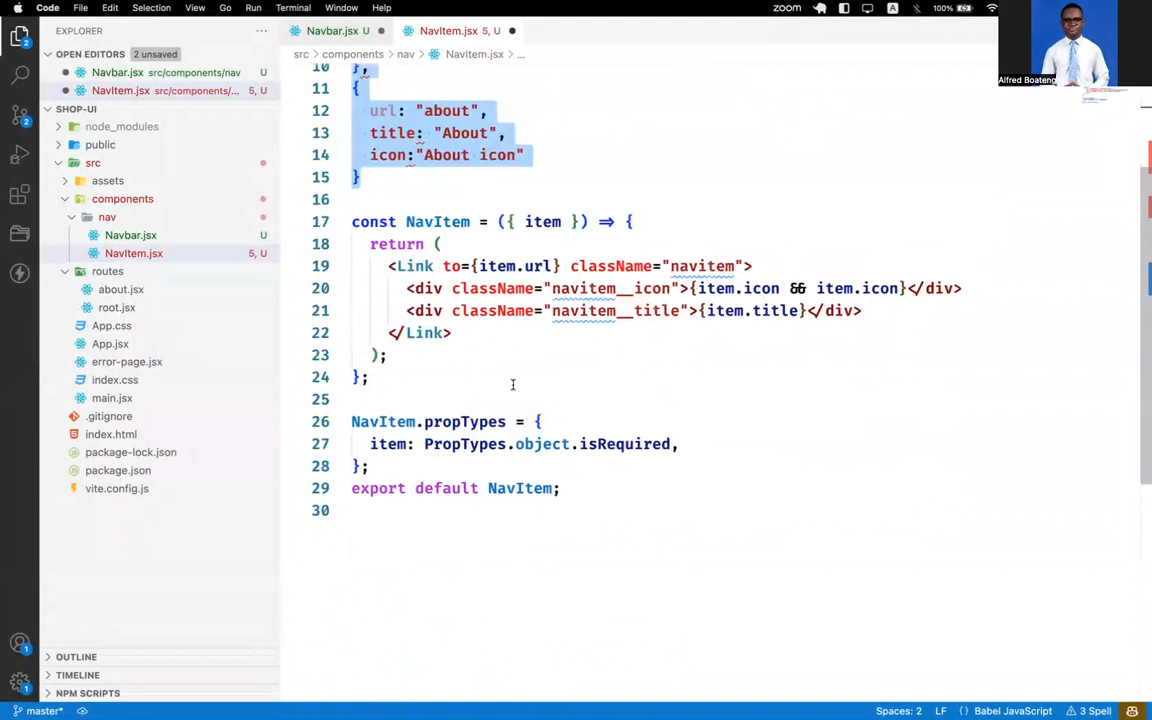 Code File Edit Selection View Go Run Terminal Window Help zoom A 100%
EXPLORER
Navbar.jsx U
NavItem.jsx 5, U
Alfred Boateng
OPEN EDITORS 2 unsaved
src components nav NavItem.jsx ...
Navbar.jsx src/components/nav U
NavItem.jsx src/components/... 5, U
SHOP-UI
node_modules
public
src
assets
components
nav
Navbar.jsx U
NavItem.jsx 5, U
routes
about.jsx
root.jsx
App.css
App.jsx
error-page.jsx
index.css
main.jsx
.gitignore
index.html
package-lock.json
package.json
vite.config.js
OUTLINE
TIMELINE
NPM SCRIPTS
10 },
11 {
12 url: "about",
13 title: "About",
14 icon:"About icon"
15 }
16
17 const NavItem = ({ item }) => {
18 return (
19 <Link to={item.url} className="navitem">
20 <div className="navitem__icon">{item.icon && item.icon}</div>
21 <div className="navitem__title">{item.title}</div>
22 </Link>
23 );
24 };
25
26 NavItem.propTypes = {
27 item: PropTypes.object.isRequired,
28 };
29 export default NavItem;
30
2
2
1
1
master* Spaces: 2 LF { } Babel JavaScript 3 Spell